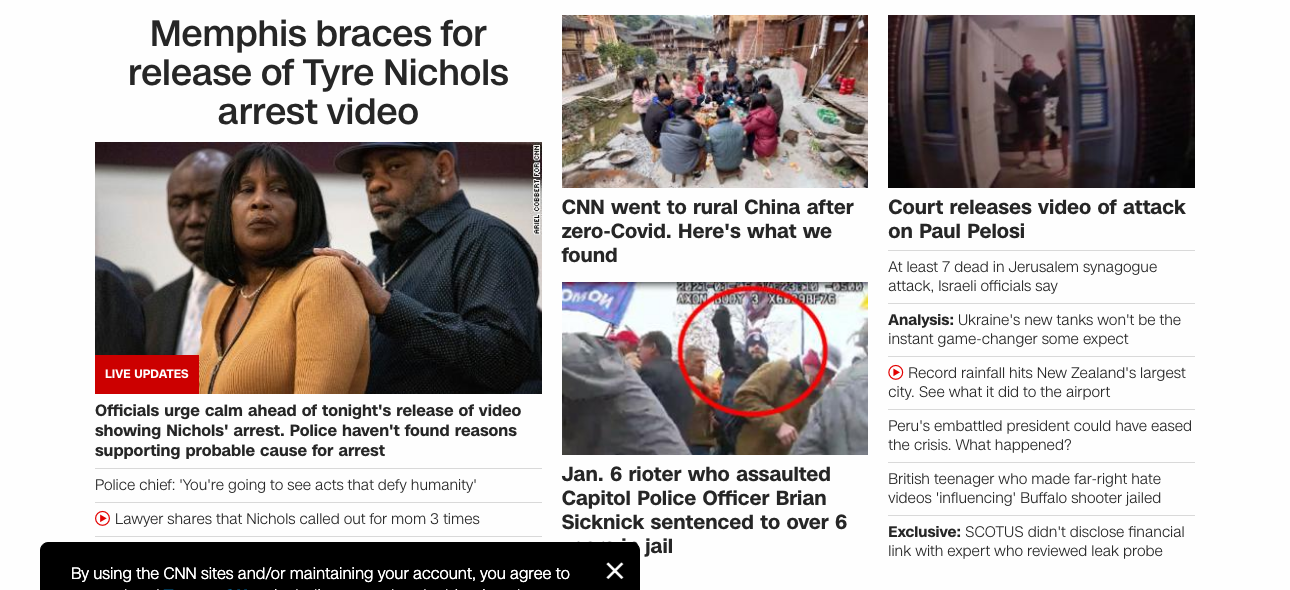 Memphis braces for
release of Tyre Nichols
arrest video
ARIEL COBBERT FOR CNN
LIVE UPDATES
Officials urge calm ahead of tonight's release of video
showing Nichols' arrest. Police haven't found reasons
supporting probable cause for arrest
Police chief: 'You're going to see acts that defy humanity'
Lawyer shares that Nichols called out for mom 3 times
CNN went to rural China after
zero-Covid. Here's what we
found
AXON BODY 3
Jan. 6 rioter who assaulted
Capitol Police Officer Brian
Sicknick sentenced to over 6
jail
Court releases video of attack
on Paul Pelosi
At least 7 dead in Jerusalem synagogue
attack, Israeli officials say
Analysis: Ukraine's new tanks won't be the
instant game-changer some expect
Record rainfall hits New Zealand's largest
city. See what it did to the airport
Peru's embattled president could have eased
the crisis. What happened?
British teenager who made far-right hate
videos 'influencing' Buffalo shooter jailed
Exclusive: SCOTUS didn't disclose financial
link with expert who reviewed leak probe
By using the CNN sites and/or maintaining your account, you agree to